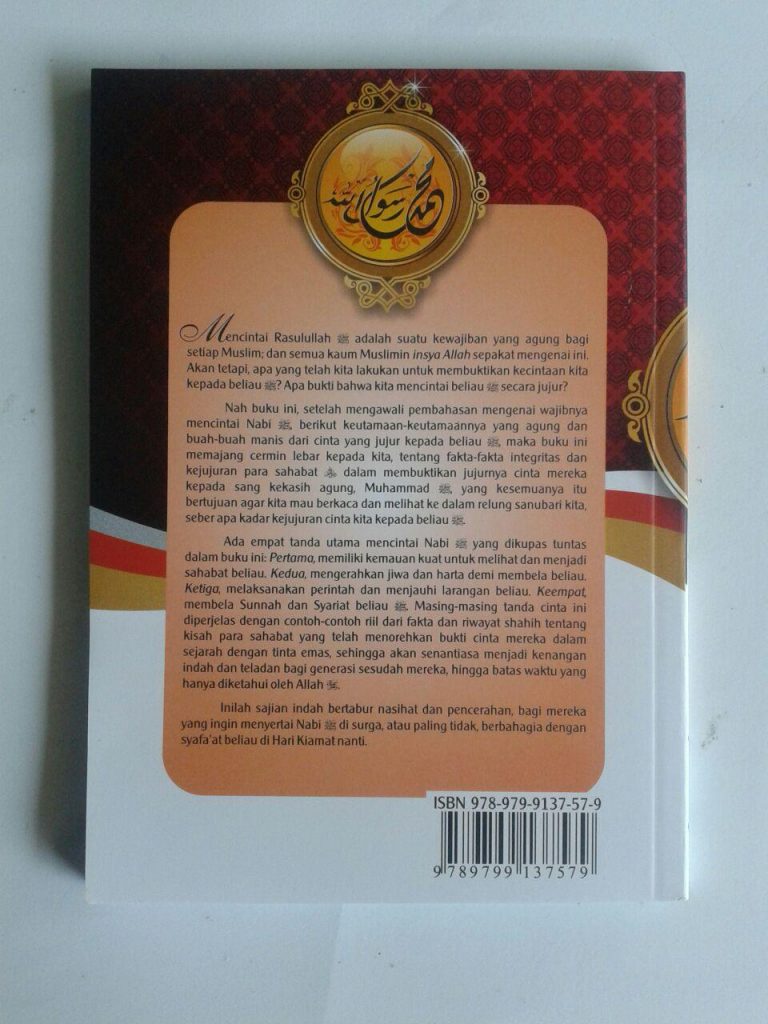 محمد رسول الله
Mencintai Rasulullah ﷺ adalah suatu kewajiban yang agung bagi
setiap Muslim; dan semua kaum Muslimin insya Allah sepakat mengenai ini.
Akan tetapi, apa yang telah kita lakukan untuk membuktikan kecintaan kita
kepada beliau ﷺ? Apa bukti bahwa kita mencintai beliau ﷺ secara jujur?
Nah buku ini, setelah mengawali pembahasan mengenai wajibnya
mencintai Nabi ﷺ, berikut keutamaan-keutamaannya yang agung dan
buah-buah manis dari cinta yang jujur kepada beliau ﷺ, maka buku ini
memajang cermin lebar kepada kita, tentang fakta-fakta integritas dan
kejujuran para sahabat dalam membuktikan jujurnya cinta mereka
kepada sang kekasih agung, Muhammad ﷺ, yang kesemuanya itu
bertujuan agar kita mau berkaca dan melihat ke dalam relung sanubari kita,
seber apa kadar kejujuran cinta kita kepada beliau ﷺ.
Ada empat tanda utama mencintai Nabi ﷺ yang dikupas tuntas
dalam buku ini: Pertama, memiliki kemauan kuat untuk melihat dan menjadi
sahabat beliau. Kedua, mengerahkan jiwa dan harta demi membela beliau.
Ketiga, melaksanakan perintah dan menjauhi larangan beliau. Keempat,
membela Sunnah dan Syariat beliau ﷺ. Masing-masing tanda cinta ini
diperjelas dengan contoh-contoh riil dari fakta dan riwayat shahih tentang
kisah para sahabat yang telah menorehkan bukti cinta mereka dalam
sejarah dengan tinta emas, sehingga akan senantiasa menjadi kenangan
indah dan teladan bagi generasi sesudah mereka, hingga batas waktu yang
hanya diketahui oleh Allah.
Inilah sajian indah bertabur nasihat dan pencerahan, bagi mereka
yang ingin menyertai Nabi ﷺ di surga, atau paling tidak, berbahagia dengan
syafa'at beliau di Hari Kiamat nanti.
ISBN 978-979-9137-57-9
9 789799 137579